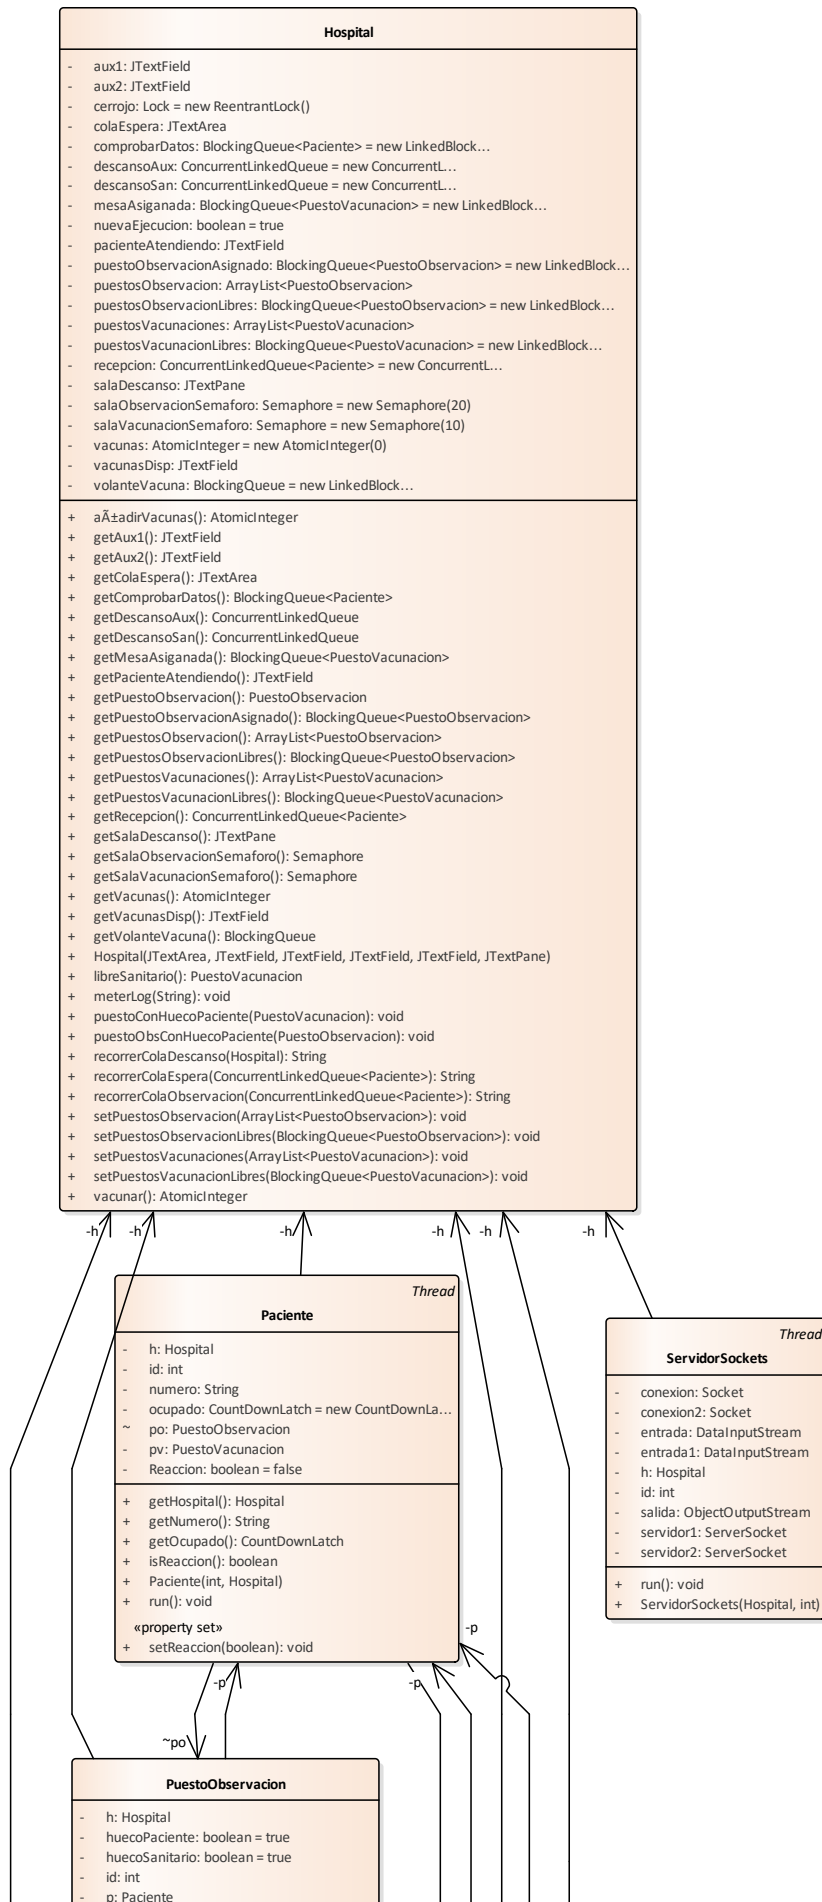 Hospital
- aux1: JTextField
- aux2: JTextField
- cerrojo: Lock = new ReentrantLock()
- colaEspera: JTextArea
- comprobarDatos: BlockingQueue<Paciente> = new LinkedBlock...
- descansoAux: ConcurrentLinkedQueue = new ConcurrentL...
- descansoSan: ConcurrentLinkedQueue = new ConcurrentL...
- mesaAsiganada: BlockingQueue<PuestoVacunacion> = new LinkedBlock...
- nuevaEjecucion: boolean = true
- pacienteAtendiendo: JTextField
- puestoObservacionAsignado: BlockingQueue<PuestoObservacion> = new LinkedBlock...
- puestosObservacion: ArrayList<PuestoObservacion>
- puestosObservacionLibres: BlockingQueue<PuestoObservacion> = new LinkedBlock...
- puestosVacunaciones: ArrayList<PuestoVacunacion>
- puestosVacunacionLibres: BlockingQueue<PuestoVacunacion> = new LinkedBlock...
- recepcion: ConcurrentLinkedQueue<Paciente> = new ConcurrentL...
- salaDescanso: JTextPane
- salaObservacionSemaforo: Semaphore = new Semaphore(20)
- salaVacunacionSemaforo: Semaphore = new Semaphore(10)
- vacunas: AtomicInteger = new AtomicInteger(0)
- vacunasDisp: JTextField
- volanteVacuna: BlockingQueue = new LinkedBlock...
+ aÃ±adirVacunas(): AtomicInteger
+ getAux1(): JTextField
+ getAux2(): JTextField
+ getColaEspera(): JTextArea
+ getComprobarDatos(): BlockingQueue<Paciente>
+ getDescansoAux(): ConcurrentLinkedQueue
+ getDescansoSan(): ConcurrentLinkedQueue
+ getMesaAsiganada(): BlockingQueue<PuestoVacunacion>
+ getPacienteAtendiendo(): JTextField
+ getPuestoObservacion(): PuestoObservacion
+ getPuestoObservacionAsignado(): BlockingQueue<PuestoObservacion>
+ getPuestosObservacion(): ArrayList<PuestoObservacion>
+ getPuestosObservacionLibres(): BlockingQueue<PuestoObservacion>
+ getPuestosVacunaciones(): ArrayList<PuestoVacunacion>
+ getPuestosVacunacionLibres(): BlockingQueue<PuestoVacunacion>
+ getRecepcion(): ConcurrentLinkedQueue<Paciente>
+ getSalaDescanso(): JTextPane
+ getSalaObservacionSemaforo(): Semaphore
+ getSalaVacunacionSemaforo(): Semaphore
+ getVacunas(): AtomicInteger
+ getVacunasDisp(): JTextField
+ getVolanteVacuna(): BlockingQueue
+ Hospital(JTextArea, JTextField, JTextField, JTextField, JTextField, JTextPane)
+ libreSanitario(): PuestoVacunacion
+ meterLog(String): void
+ puestoConHuecoPaciente(PuestoVacunacion): void
+ puestoObsConHuecoPaciente(PuestoObservacion): void
+ recorrerColaDescanso(Hospital): String
+ recorrerColaEspera(ConcurrentLinkedQueue<Paciente>): String
+ recorrerColaObservacion(ConcurrentLinkedQueue<Paciente>): String
+ setPuestosObservacion(ArrayList<PuestoObservacion>): void
+ setPuestosObservacionLibres(BlockingQueue<PuestoObservacion>): void
+ setPuestosVacunaciones(ArrayList<PuestoVacunacion>): void
+ setPuestosVacunacionLibres(BlockingQueue<PuestoVacunacion>): void
+ vacunar(): AtomicInteger
-h -h -h -h -h -h
Thread
Paciente
- h: Hospital
- id: int
- numero: String
- ocupado: CountDownLatch = new CountDownLa...
~ po: PuestoObservacion
- pv: PuestoVacunacion
- Reaccion: boolean = false
+ getHospital(): Hospital
+ getNumero(): String
+ getOcupado(): CountDownLatch
+ isReaccion(): boolean
+ Paciente(int, Hospital)
+ run(): void
«property set»
+ setReaccion(boolean): void
Thread
ServidorSockets
- conexion: Socket
- conexion2: Socket
- entrada: DataInputStream
- entrada1: DataInputStream
- h: Hospital
- id: int
- salida: ObjectOutputStream
- servidor1: ServerSocket
- servidor2: ServerSocket
+ run(): void
+ ServidorSockets(Hospital, int)
-p
-p -p
~po
PuestoObservacion
- h: Hospital
- huecoPaciente: boolean = true
- huecoSanitario: boolean = true
- id: int
- p: Paciente